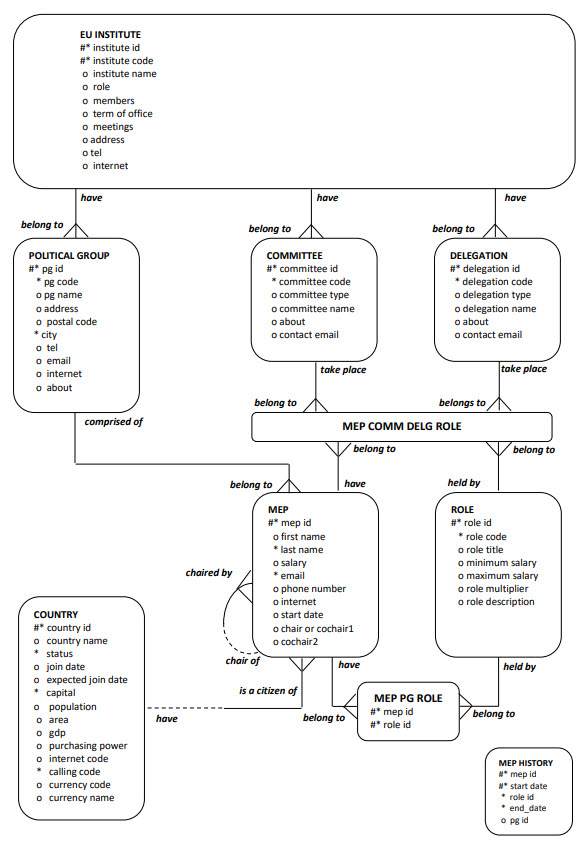 EU INSTITUTE
#* institute id
#* institute code
o institute name
o role
o members
o term of office
o meetings
o address
o tel
o internet
have
have
have
belong to
belong to
belong to
POLITICAL GROUP
#* pg id
* pg code
o pg name
o address
o postal code
* city
o tel
o email
o internet
o about
COMMITTEE
#* committee id
* committee code
o committee type
o committee name
o about
o contact email
DELEGATION
#* delegation id
* delegation code
o delegation type
o delegation name
o about
o contact email
take place
take place
belong to
belongs to
comprised of
MEP COMM DELG ROLE
belong to
belong to
belong to
have
held by
MEP
#* mep id
o first name
* last name
o salary
* email
o phone number
o internet
o start date
o chair or cochair1
o cochair2
ROLE
#* role id
* role code
o role title
o minimum salary
o maximum salary
o role multiplier
o role description
chaired by
chair of
COUNTRY
#* country id
o country name
* status
o join date
o expected join date
* capital
o population
o area
o gdp
o purchasing power
o internet code
* calling code
o currency code
o currency name
have
is a citizen of
have
held by
belong to
belong to
MEP PG ROLE
#* mep id
#* role id
MEP HISTORY
#* mep id
#* start date
* role id
* end_date
o pg id